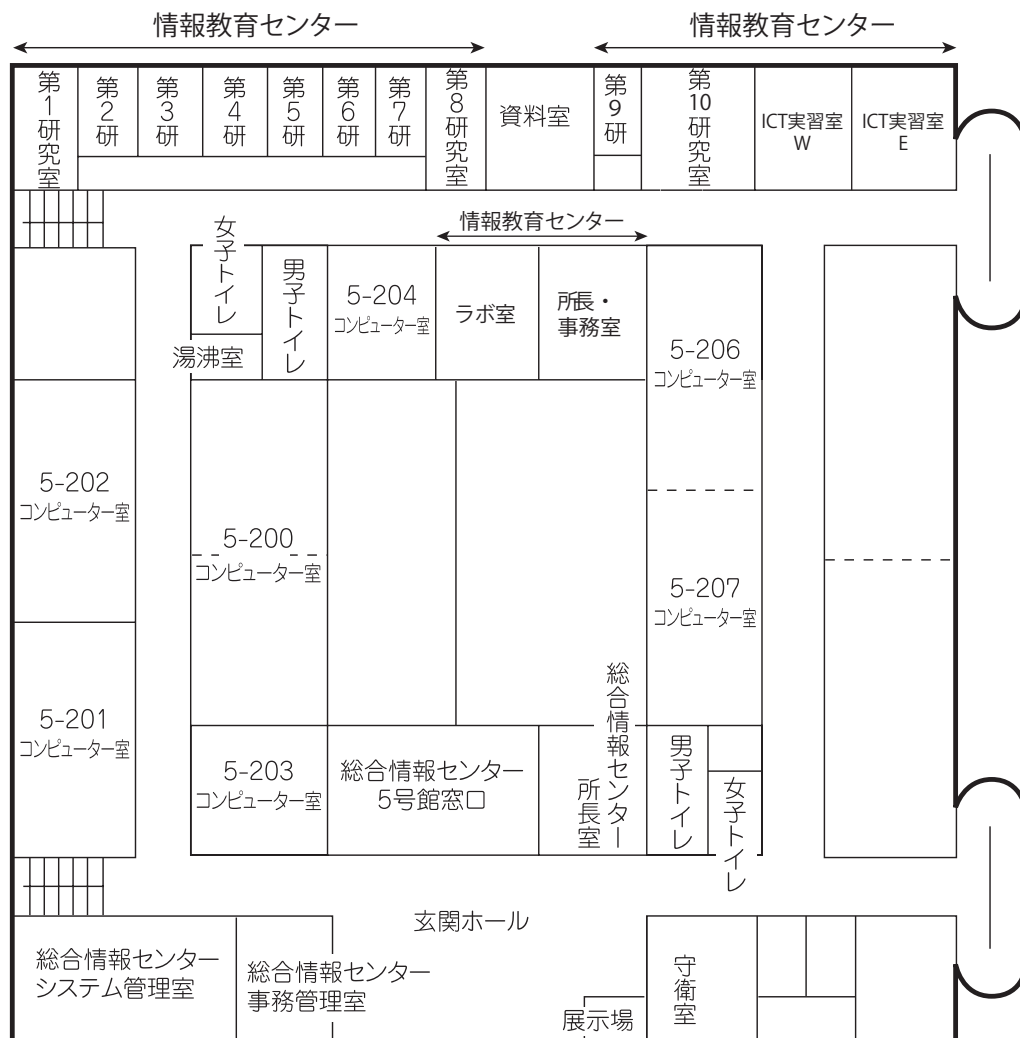 情報教育センター
情報教育センター
第1研究室
第2研
第3研
第4研
第5研
第6研
第7研
第8研究室
資料室
第9研
第10研究室
ICT実習室
W
ICT実習室
E
情報教育センター
女子トイレ
男子トイレ
湯沸室
5-204
コンピューター室
ラボ室
所長・
事務室
5-206
コンピューター室
5-202
コンピューター室
5-200
コンピューター室
5-207
コンピューター室
5-201
コンピューター室
5-203
コンピューター室
総合情報センター
5号館窓口
総合情報センター
所長室
男子トイレ
女子トイレ
玄関ホール
総合情報センター
システム管理室
総合情報センター
事務管理室
展示場
守衛室